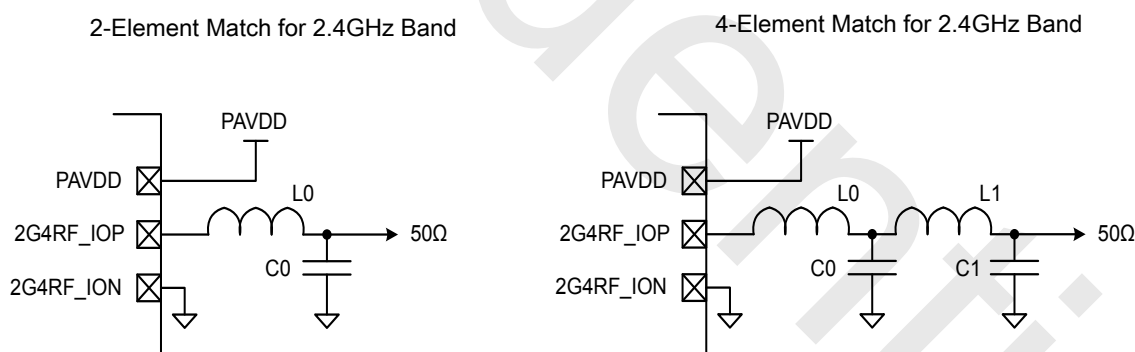 2-Element Match for 2.4GHz Band
PAVDD
PAVDD
L0
2G4RF_IOP
50Ω
C0
2G4RF_ION
4-Element Match for 2.4GHz Band
PAVDD
PAVDD
L0
L1
2G4RF_IOP
50Ω
C0
C1
2G4RF_ION